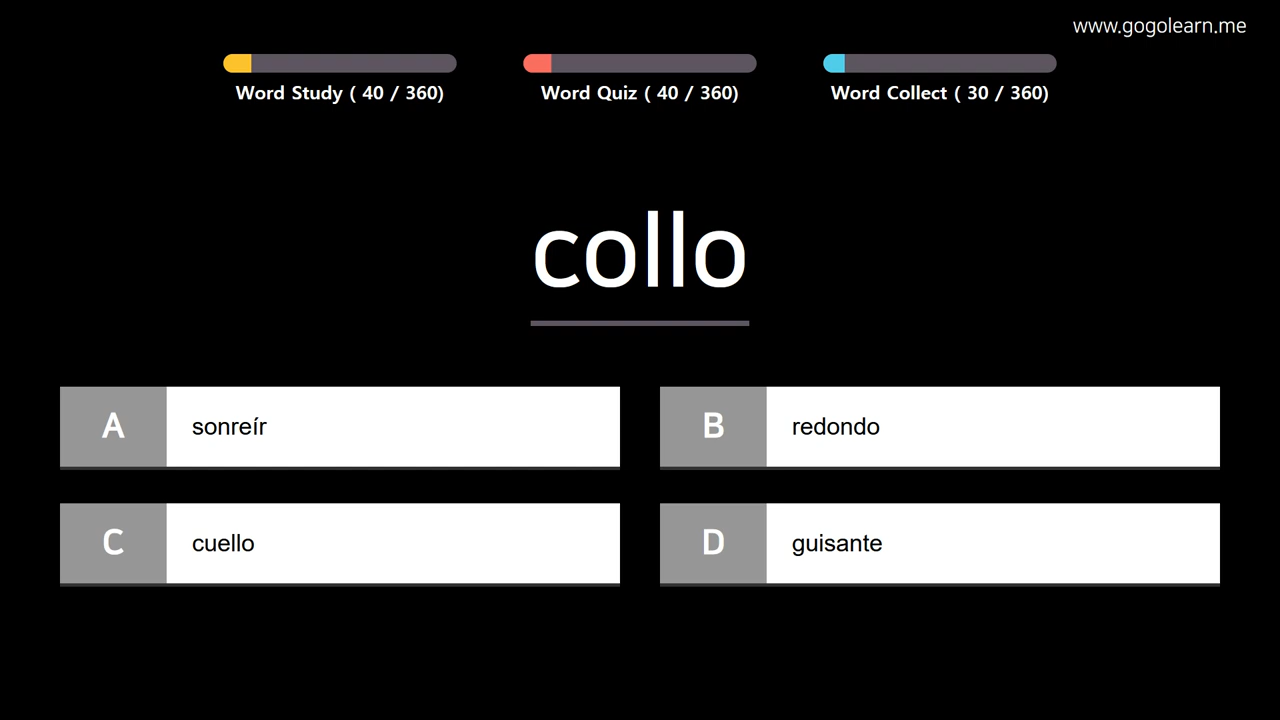 www.gogolearn.me
Word Study ( 40 / 360)
Word Quiz ( 40 / 360)
Word Collect ( 30 / 360)
collo
A sonreír
B redondo
C cuello
D guisante